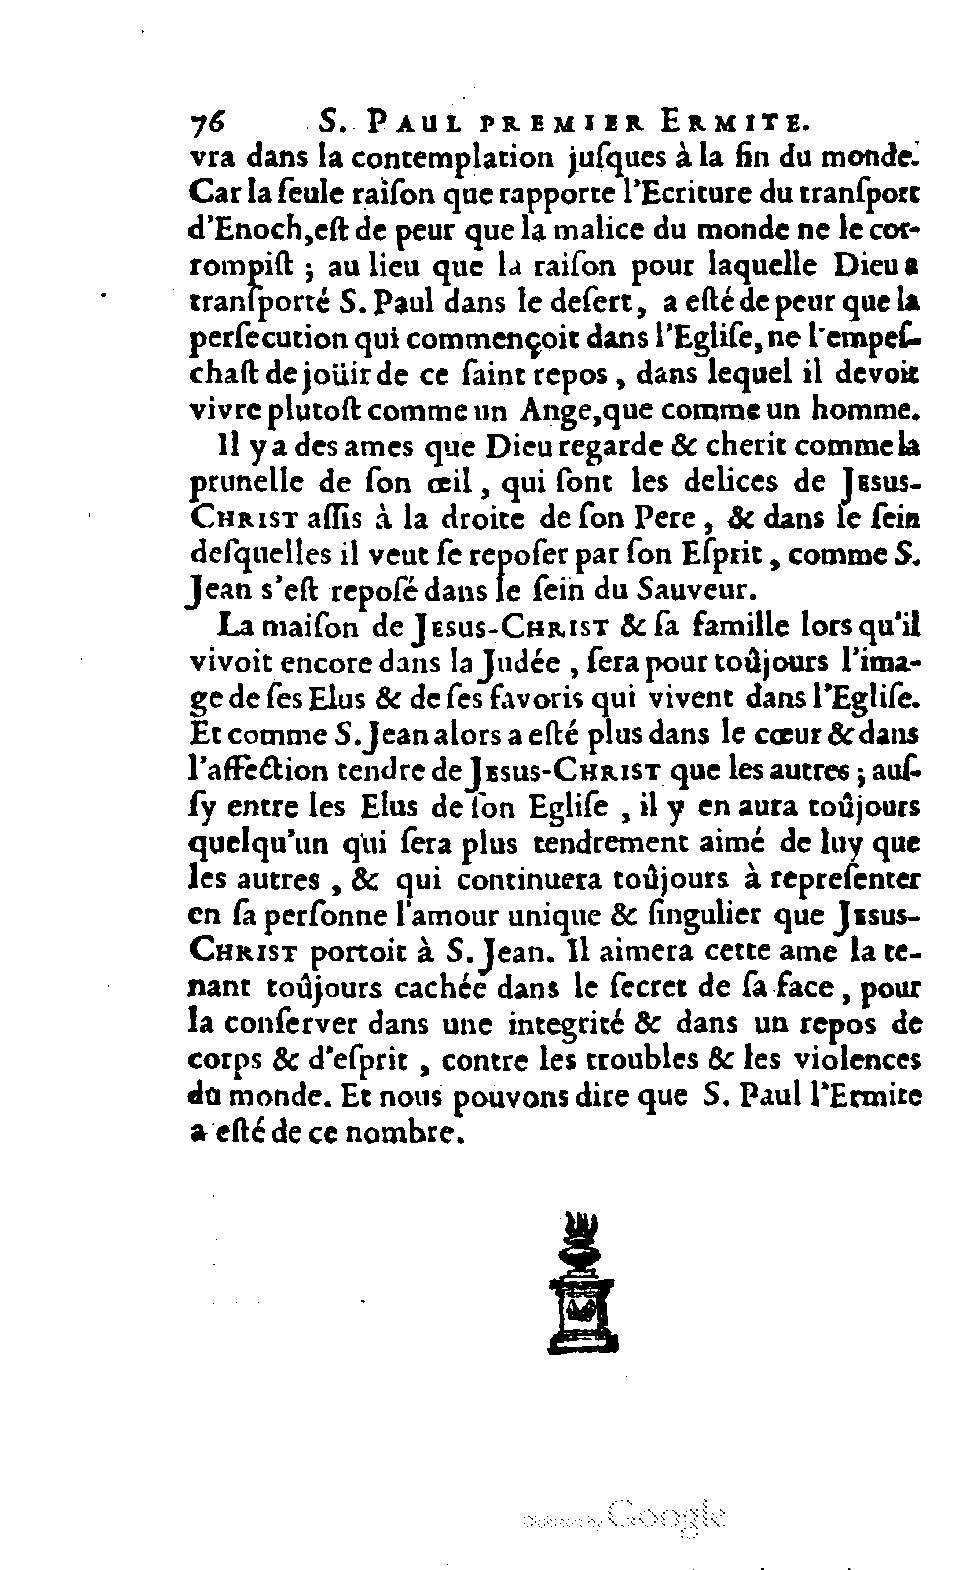 76 S. PAUL PREMIER ERMITE.
vra dans la contemplation juſques à la fin du monde.
Car la ſeule raiſon que rapporte l'Ecriture du tranſport
d'Enoch, eſt de peur que la malice du monde ne le cor-
rompiſt ; au lieu que la raiſon pour laquelle Dieu a
tranſporté S. Paul dans le deſert, a eſté de peur que la
perſecution qui commençoit dans l'Egliſe, ne l'empeſ-
chaſt de joüir de ce ſaint repos, dans lequel il devoit
vivre plutoſt comme un Ange, que comme un homme.
Il y a des ames que Dieu regarde & cherit comme la
prunelle de ſon œil, qui ſont les delices de JESUS-
CHRIST aſſis à la droite de ſon Pere, & dans le ſein
deſquelles il veut ſe repoſer par ſon Eſprit, comme S.
Jean s'eſt repoſé dans le ſein du Sauveur.
La maiſon de JESUS-CHRIST & ſa famille lors qu'il
vivoit encore dans la Judée, ſera pour toûjours l'ima-
ge de ſes Elus & de ſes favoris qui vivent dans l'Egliſe.
Et comme S. Jean alors a eſté plus dans le cœur & dans
l'affection tendre de JESUS-CHRIST que les autres ; auſ-
ſy entre les Elus de ſon Egliſe, il y en aura toûjours
quelqu'un qui ſera plus tendrement aimé de luy que
les autres, & qui continuera toûjours à repreſenter
en ſa perſonne l'amour unique & ſingulier que JESUS-
CHRIST portoit à S. Jean. Il aimera cette ame la te-
nant toûjours cachée dans le ſecret de ſa face, pour
la conſerver dans une integrité & dans un repos de
corps & d'eſprit, contre les troubles & les violences
du monde. Et nous pouvons dire que S. Paul l'Ermite
a eſté de ce nombre.
Digitized by Google